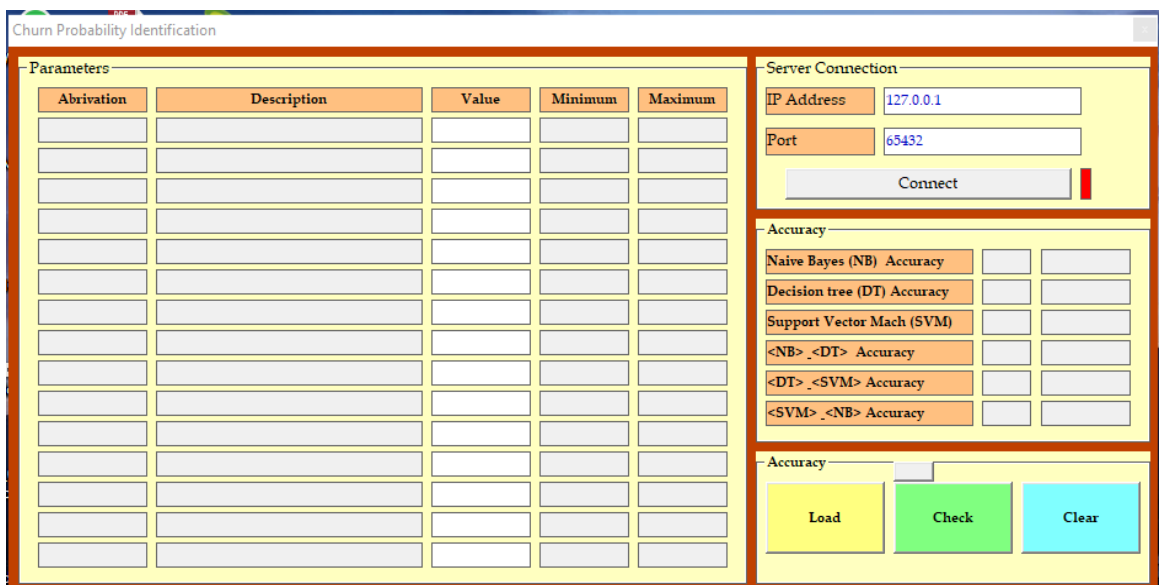 Churn Probability Identification
Parameters
Abrivation Description Value Minimum Maximum
Server Connection
IP Address 127.0.0.1
Port 65432
Connect
Accuracy
Naive Bayes (NB) Accuracy
Decision tree (DT) Accuracy
Support Vector Mach (SVM)
<NB>_<DT> Accuracy
<DT>_<SVM> Accuracy
<SVM>_<NB> Accuracy
Accuracy
Load Check Clear